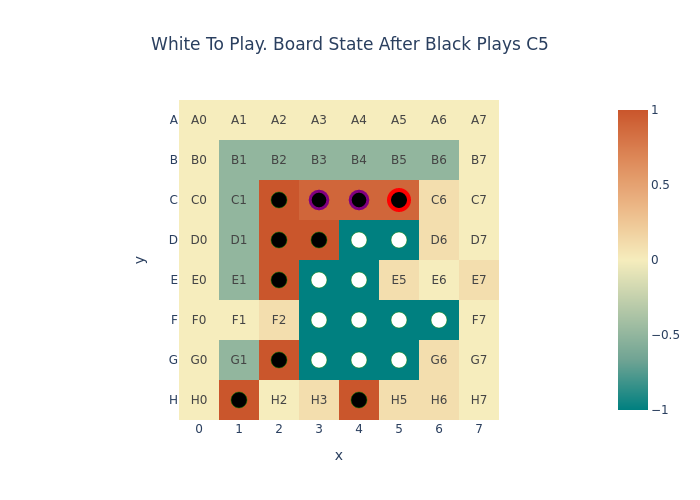 White To Play. Board State After Black Plays C5
A A0 A1 A2 A3 A4 A5 A6 A7
B B0 B1 B2 B3 B4 B5 B6 B7
C C0 C1 C6 C7
D D0 D1 D6 D7
E E0 E1 E5 E6 E7
F F0 F1 F2 F7
G G0 G1 G6 G7
H H0 H2 H3 H5 H6 H7
0 1 2 3 4 5 6 7
x
y
1
0.5
0
−0.5
−1